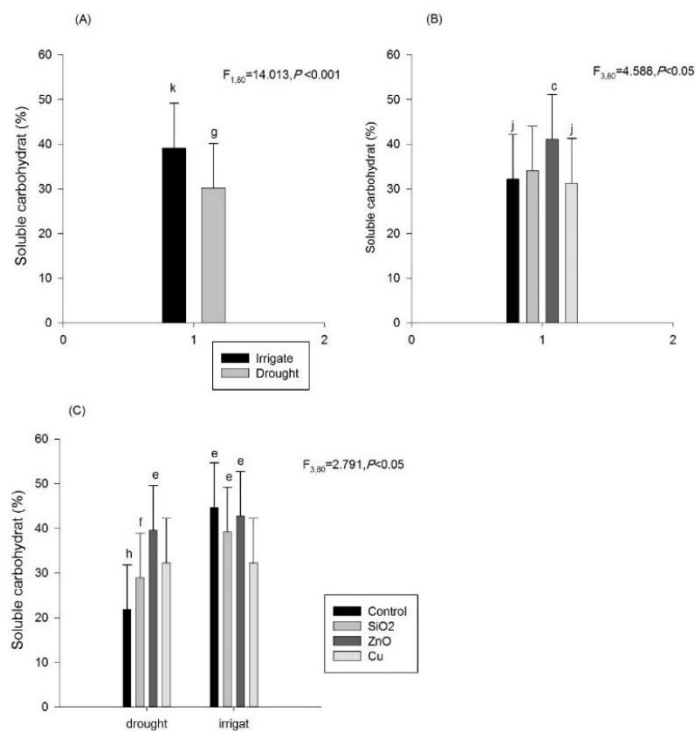 (A)
F1,80=14.013,P<0.001
Soluble carbohydrat (%)
60
50
40
30
20
10
0
k
g
0
1
2
Irrigate
Drought
(B)
F3,80=4.588,P<0.05
Soluble carbohydrat (%)
60
50
40
30
20
10
0
j
c
j
0
1
2
(C)
F3,80=2.791,P<0.05
Soluble carbohydrat (%)
60
50
40
30
20
10
0
h
f
e
e
e
e
drought
irrigat
Control
SiO2
ZnO
Cu